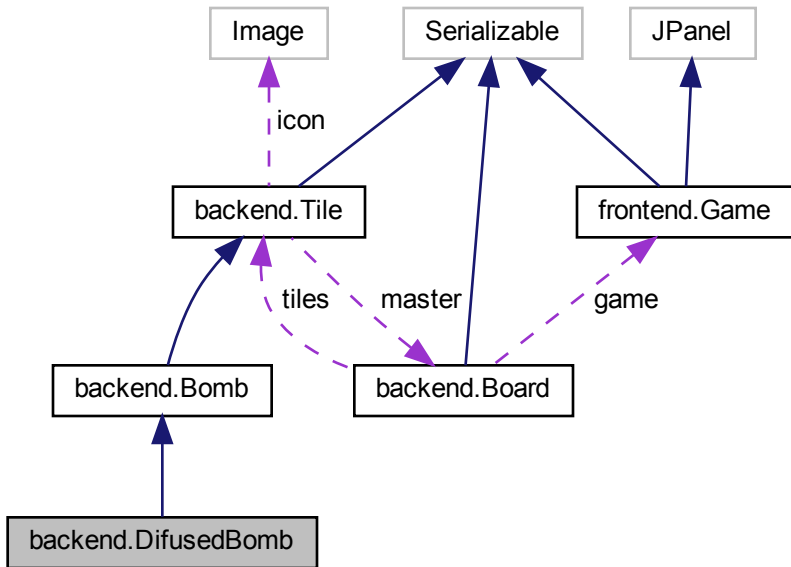 Image
Serializable
JPanel
icon
backend.Tile
frontend.Game
tiles
master
game
backend.Bomb
backend.Board
backend.DifusedBomb